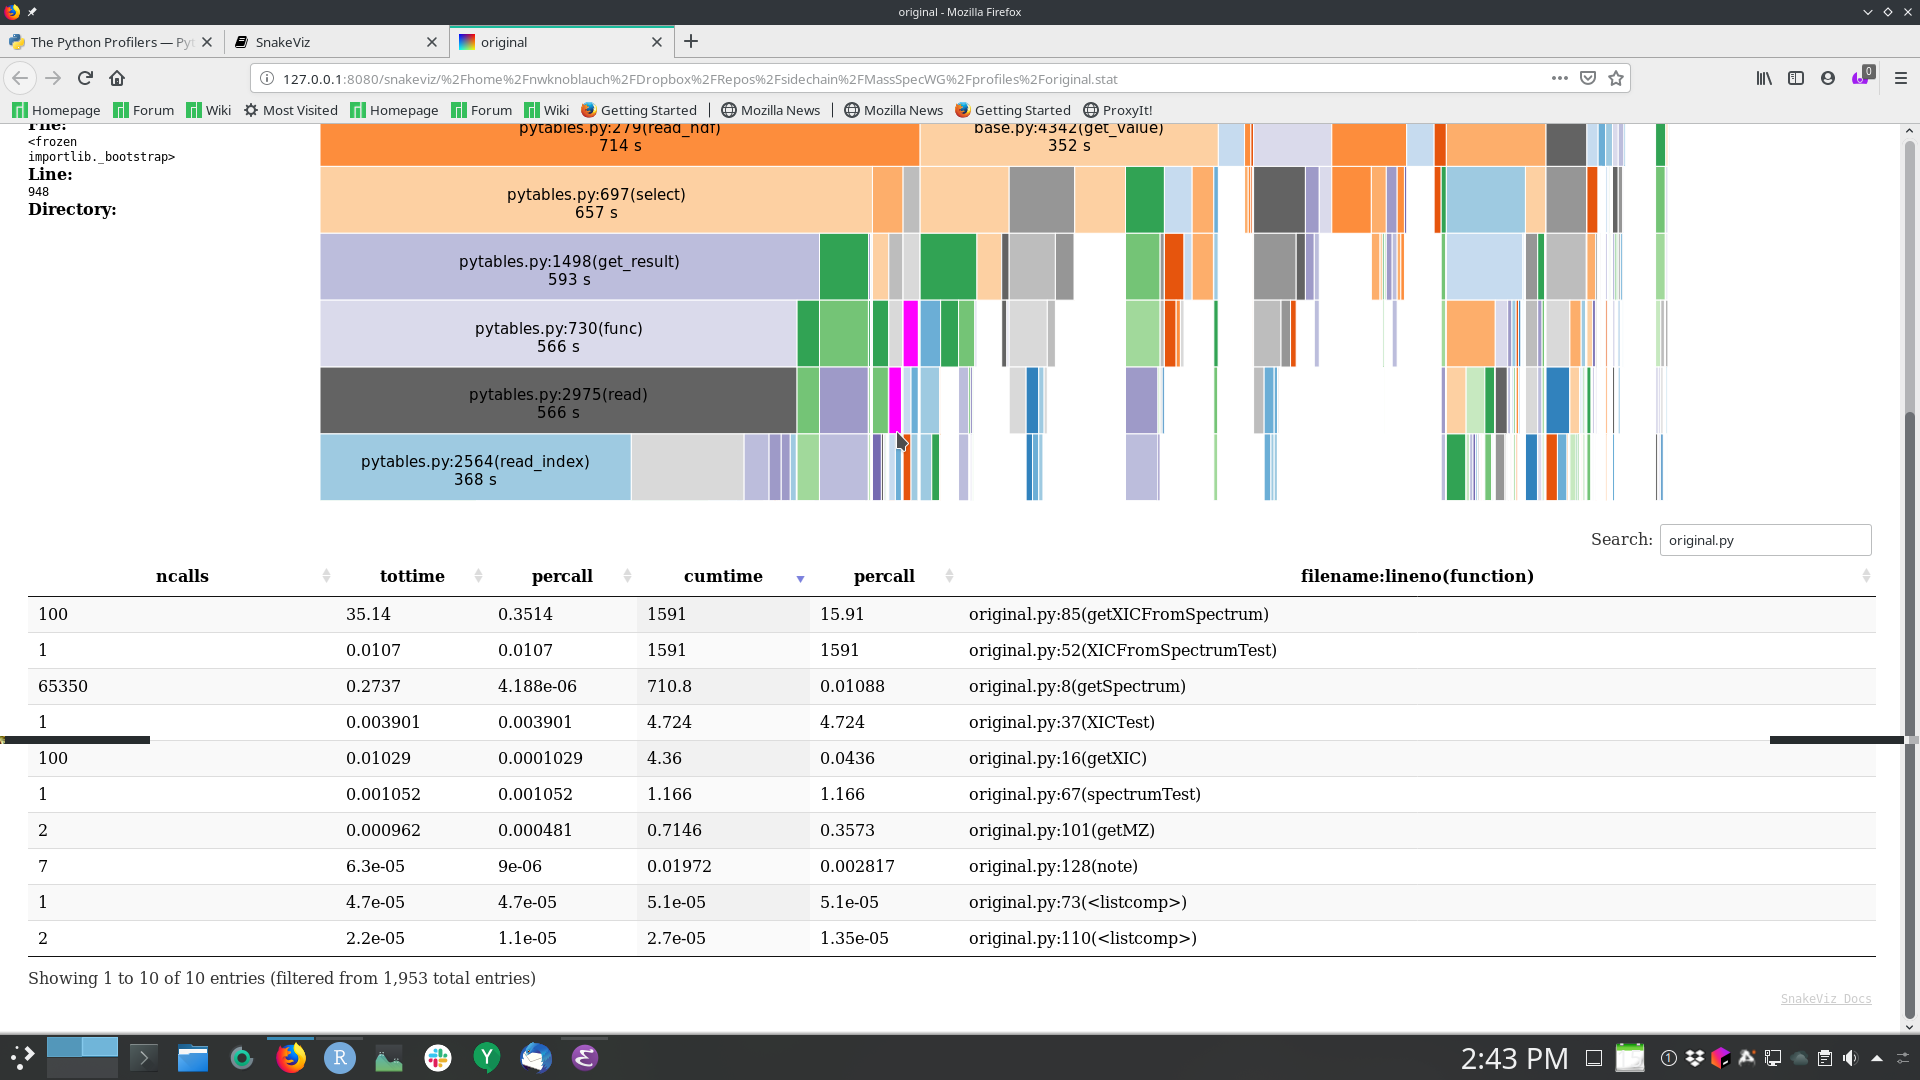 original - Mozilla Firefox
The Python Profilers — Pyt
SnakeViz
original
127.0.0.1:8080/snakeviz/%2Fhome%2Fnwknoblauch%2FDropbox%2FRepos%2Fsidechain%2FMassSpecWG%2Fprofiles%2Foriginal.stat
0
Homepage Forum Wiki Most Visited Homepage Forum Wiki Getting Started Mozilla News Mozilla News Getting Started ProxyIt!
File:
<frozen
importlib._bootstrap>
Line:
948
Directory:
pytables.py:279(read_hdf)
714 s
base.py:4342(get_value)
352 s
pytables.py:697(select)
657 s
pytables.py:1498(get_result)
593 s
pytables.py:730(func)
566 s
pytables.py:2975(read)
566 s
pytables.py:2564(read_index)
368 s
Search: original.py
ncalls tottime percall cumtime percall filename:lineno(function)
100 35.14 0.3514 1591 15.91 original.py:85(getXICFromSpectrum)
1 0.0107 0.0107 1591 1591 original.py:52(XICFromSpectrumTest)
65350 0.2737 4.188e-06 710.8 0.01088 original.py:8(getSpectrum)
1 0.003901 0.003901 4.724 4.724 original.py:37(XICTest)
100 0.01029 0.0001029 4.36 0.0436 original.py:16(getXIC)
1 0.001052 0.001052 1.166 1.166 original.py:67(spectrumTest)
2 0.000962 0.000481 0.7146 0.3573 original.py:101(getMZ)
7 6.3e-05 9e-06 0.01972 0.002817 original.py:128(note)
1 4.7e-05 4.7e-05 5.1e-05 5.1e-05 original.py:73(<listcomp>)
2 2.2e-05 1.1e-05 2.7e-05 1.35e-05 original.py:110(<listcomp>)
Showing 1 to 10 of 10 entries (filtered from 1,953 total entries)
SnakeViz Docs
2:43 PM